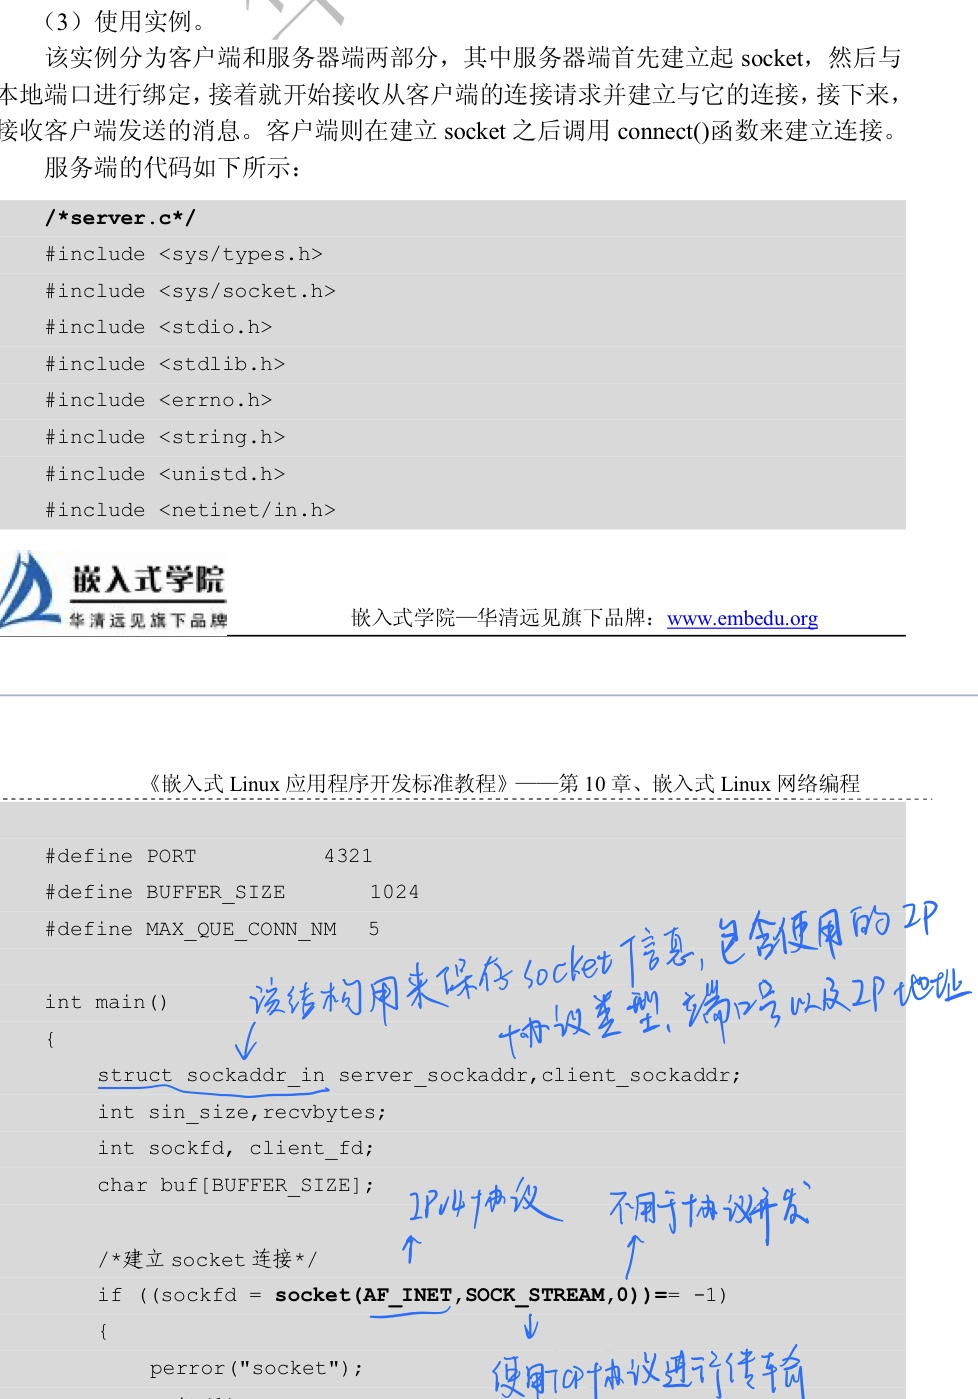 （3）使用实例。
该实例分为客户端和服务器端两部分，其中服务器端首先建立起 socket，然后与
本地端口进行绑定，接着就开始接收从客户端的连接请求并建立与它的连接，接下来，
接收客户端发送的消息。客户端则在建立 socket 之后调用 connect()函数来建立连接。
服务端的代码如下所示：
/*server.c*/
#include <sys/types.h>
#include <sys/socket.h>
#include <stdio.h>
#include <stdlib.h>
#include <errno.h>
#include <string.h>
#include <unistd.h>
#include <netinet/in.h>
嵌入式学院
华清远见旗下品牌
嵌入式学院—华清远见旗下品牌：www.embedu.org
《嵌入式 Linux 应用程序开发标准教程》——第 10 章、嵌入式 Linux 网络编程
#define PORT 4321
#define BUFFER_SIZE 1024
#define MAX_QUE_CONN_NM 5
该结构用来保存socket信息，包含使用的IP
协议类型、端口号以及IP地址
int main()
{
struct sockaddr_in server_sockaddr,client_sockaddr;
int sin_size,recvbytes;
int sockfd, client_fd;
char buf[BUFFER_SIZE];
IPv4协议 不用于协议开发
/*建立 socket 连接*/
if ((sockfd = socket(AF_INET,SOCK_STREAM,0))== -1)
{
perror("socket");
使用TCP协议进行传输